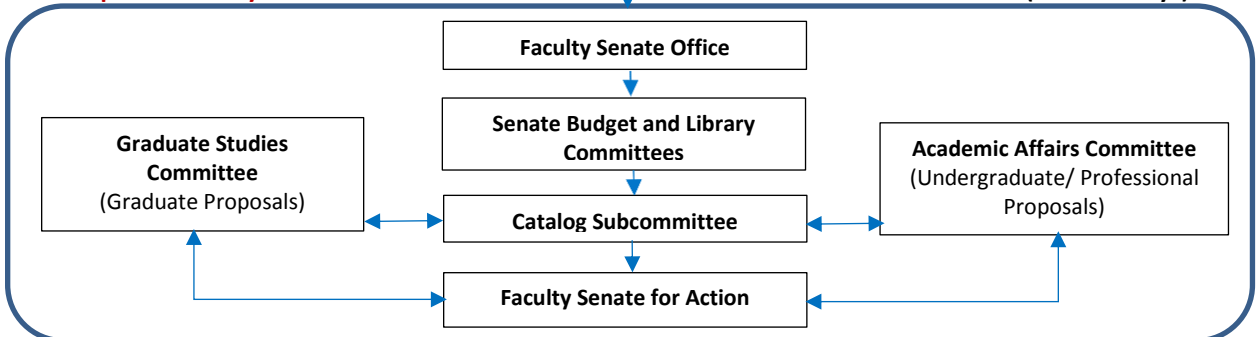 Faculty Senate Office
Senate Budget and Library
Committees
Graduate Studies
Committee
(Graduate Proposals)
Academic Affairs Committee
(Undergraduate/ Professional
Proposals)
Catalog Subcommittee
Faculty Senate for Action